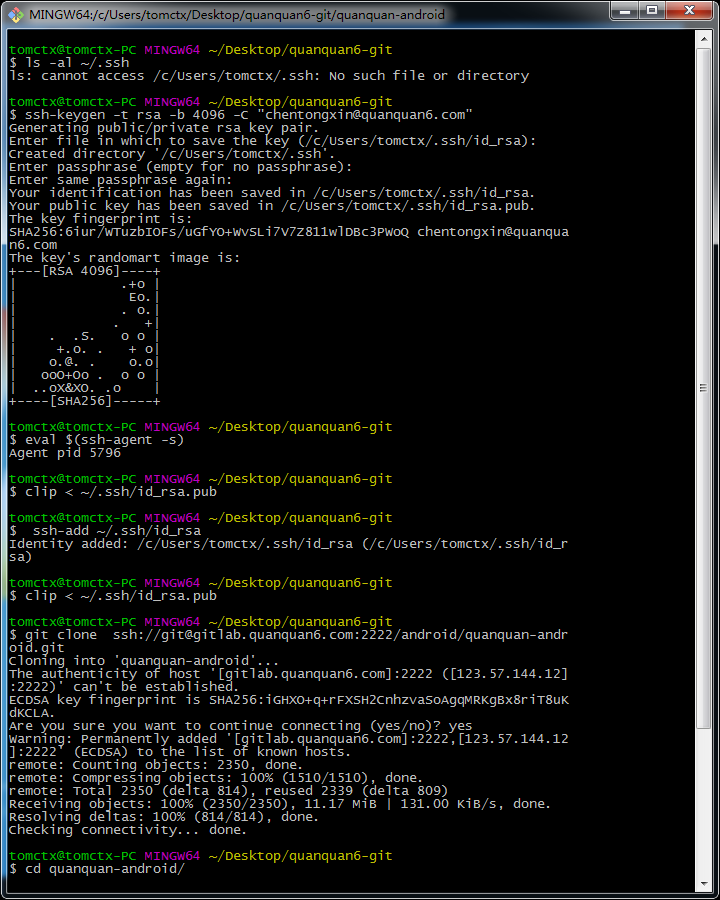 MINGW64:/c/Users/tomctx/Desktop/quanquan6-git/quanquan-android
tomctx@tomctx-PC MINGW64 ~/Desktop/quanquan6-git
$ ls -al ~/.ssh
ls: cannot access /c/Users/tomctx/.ssh: No such file or directory
tomctx@tomctx-PC MINGW64 ~/Desktop/quanquan6-git
$ ssh-keygen -t rsa -b 4096 -C "chentongxin@quanquan6.com"
Generating public/private rsa key pair.
Enter file in which to save the key (/c/Users/tomctx/.ssh/id_rsa):
Created directory '/c/Users/tomctx/.ssh'.
Enter passphrase (empty for no passphrase):
Enter same passphrase again:
Your identification has been saved in /c/Users/tomctx/.ssh/id_rsa.
Your public key has been saved in /c/Users/tomctx/.ssh/id_rsa.pub.
The key fingerprint is:
SHA256:6iur/WTuzbIOFs/uGfYO+WvSLi7V7Z811WlDBc3PWoQ chentongxin@quanqua
n6.com
The key's randomart image is:
+---[RSA 4096]----+
|             .+o |
|              Eo.|
|             . o.|
|            .   +|
|    .  .S.   o o |
|     +.o. .   + o|
|    o.@. .    o.o|
|   ooO+Oo .  o o |
|  ..oX&XO. .o    |
+----[SHA256]-----+
tomctx@tomctx-PC MINGW64 ~/Desktop/quanquan6-git
$ eval $(ssh-agent -s)
Agent pid 5796
tomctx@tomctx-PC MINGW64 ~/Desktop/quanquan6-git
$ clip < ~/.ssh/id_rsa.pub
tomctx@tomctx-PC MINGW64 ~/Desktop/quanquan6-git
$  ssh-add ~/.ssh/id_rsa
Identity added: /c/Users/tomctx/.ssh/id_rsa (/c/Users/tomctx/.ssh/id_r
sa)
tomctx@tomctx-PC MINGW64 ~/Desktop/quanquan6-git
$ clip < ~/.ssh/id_rsa.pub
tomctx@tomctx-PC MINGW64 ~/Desktop/quanquan6-git
$ git clone  ssh://git@gitlab.quanquan6.com:2222/android/quanquan-andr
oid.git
Cloning into 'quanquan-android'...
The authenticity of host '[gitlab.quanquan6.com]:2222 ([123.57.144.12]
:2222)' can't be established.
ECDSA key fingerprint is SHA256:iGHXO+q+rFXSH2CnhzvaSoAgqMRKgBx8riT8uK
dKCLA.
Are you sure you want to continue connecting (yes/no)? yes
Warning: Permanently added '[gitlab.quanquan6.com]:2222,[123.57.144.12
]:2222' (ECDSA) to the list of known hosts.
remote: Counting objects: 2350, done.
remote: Compressing objects: 100% (1510/1510), done.
remote: Total 2350 (delta 814), reused 2339 (delta 809)
Receiving objects: 100% (2350/2350), 11.17 MiB | 131.00 KiB/s, done.
Resolving deltas: 100% (814/814), done.
Checking connectivity... done.
tomctx@tomctx-PC MINGW64 ~/Desktop/quanquan6-git
$ cd quanquan-android/